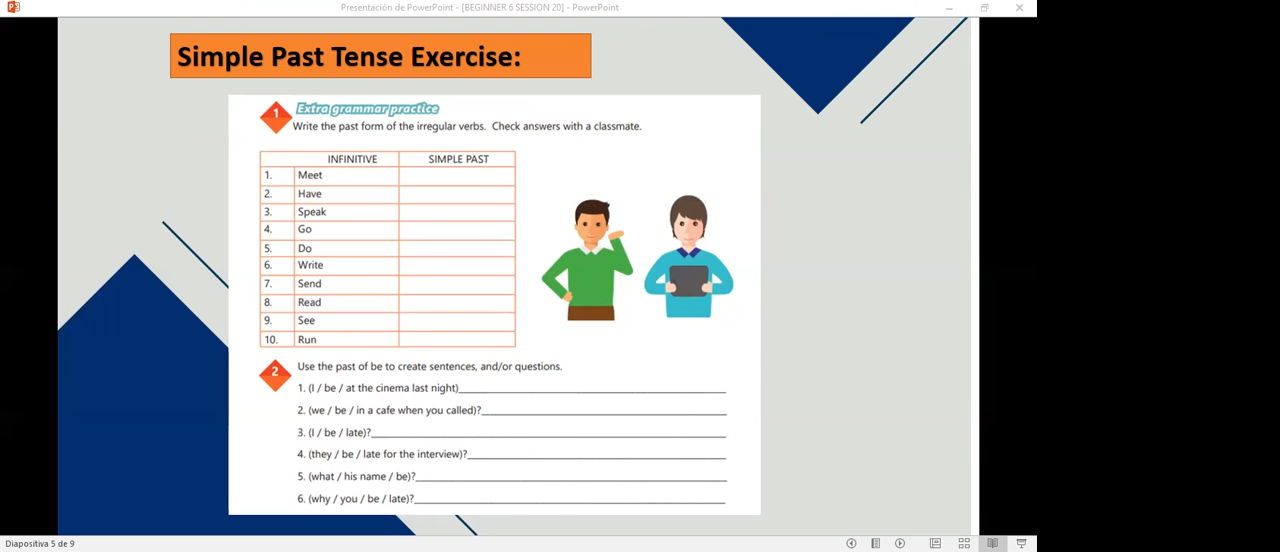 Presentación de PowerPoint - [BEGINNER 6 SESSION 20] - PowerPoint
Simple Past Tense Exercise:
1 Extra grammar practice
Write the past form of the irregular verbs. Check answers with a classmate.
INFINITIVE SIMPLE PAST
1. Meet
2. Have
3. Speak
4. Go
5. Do
6. Write
7. Send
8. Read
9. See
10. Run
2 Use the past of be to create sentences, and/or questions.
1. (I / be / at the cinema last night)
2. (we / be / in a cafe when you called)?
3. (I / be / late)?
4. (they / be / late for the interview)?
5. (what / his name / be)?
6. (why / you / be / late)?
Diapositiva 5 de 9